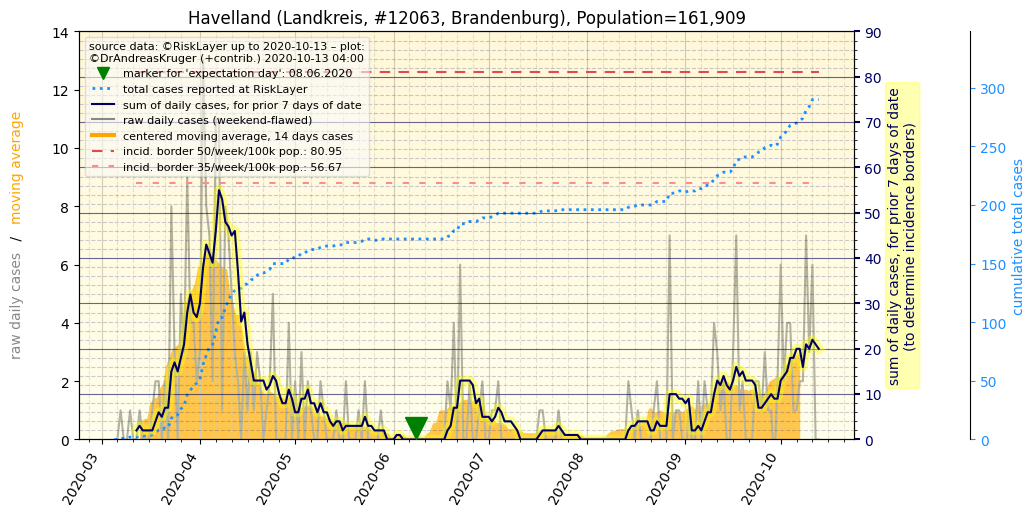 Havelland (Landkreis, #12063, Brandenburg), Population=161,909
source data: ©RiskLayer up to 2020-10-13 – plot:
©DrAndreasKruger (+contrib.) 2020-10-13 04:00
marker for 'expectation day': 08.06.2020
total cases reported at RiskLayer
sum of daily cases, for prior 7 days of date
raw daily cases (weekend-flawed)
centered moving average, 14 days cases
incid. border 50/week/100k pop.: 80.95
incid. border 35/week/100k pop.: 56.67
raw daily cases / moving average
14
12
10
8
6
4
2
0
90
80
70
60
50
40
30
20
10
0
sum of daily cases, for prior 7 days of date
(to determine incidence borders)
300
250
200
150
100
50
0
cumulative total cases
2020-03
2020-04
2020-05
2020-06
2020-07
2020-08
2020-09
2020-10